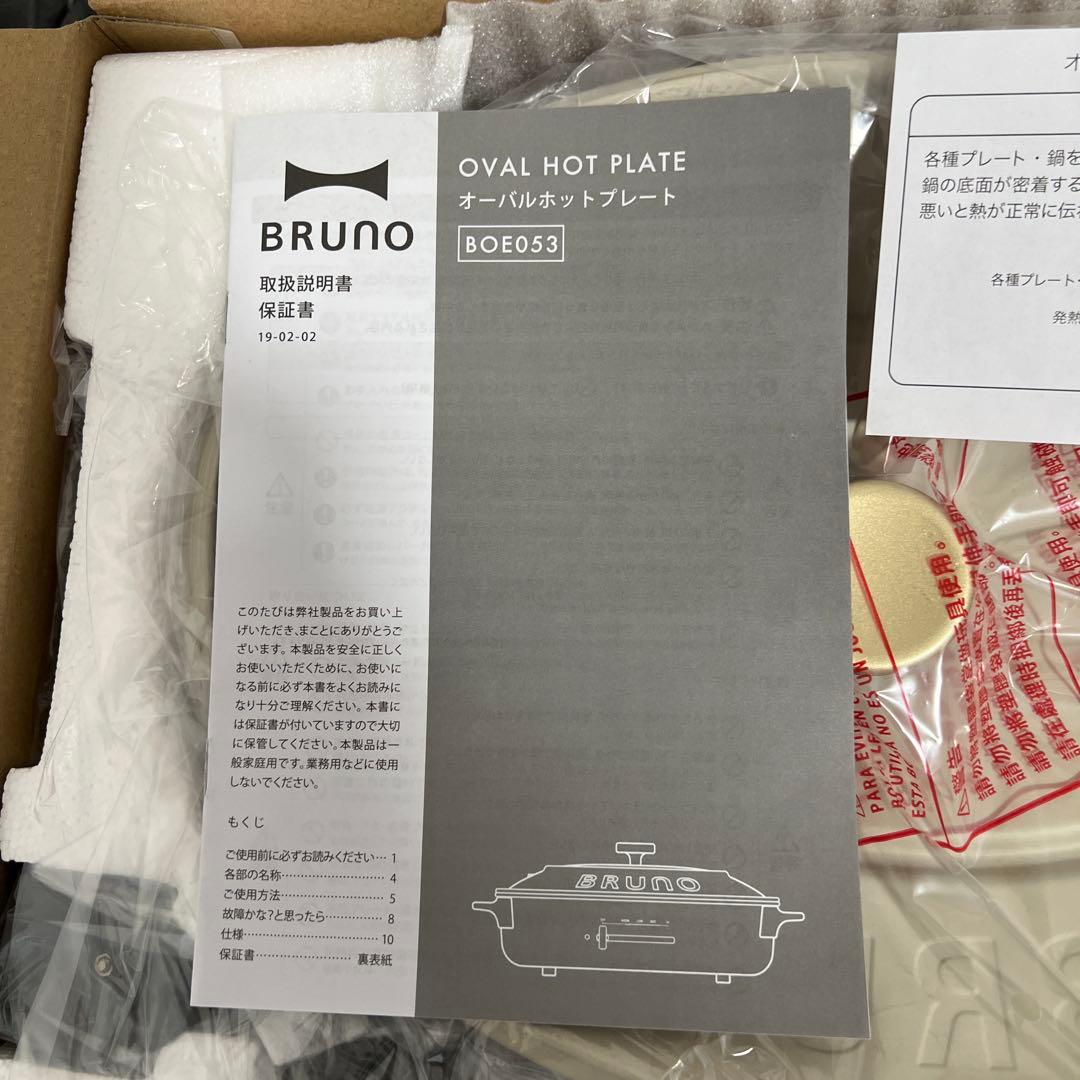 BRUNO
取扱説明書
保証書
19-02-02
OVAL HOT PLATE
オーバルホットプレート
BOE053
このたびは弊社製品をお買い上
げいただき、まことにありがとうご
ざいます。本製品を安全に正しく
お使いいただくために、お使いに
なる前に必ず本書をよくお読みに
なり十分ご理解ください。本書に
は保証書が付いていますので大切
に保管してください。本製品は一
般家庭用です。業務用などに使用
しないでください。
もくじ
ご使用前に必ずお読みください… 1
各部の名称…………………… 4
ご使用方法…………………… 5
故障かな?と思ったら…………… 8
仕様………………………… 10
保証書………………… 裏表紙
BRUNO
オ
各種プレート・鍋を
鍋の底面が密着する
悪いと熱が正常に伝わ
各種プレート・
発熱
警告
PARA EVI
ES UN JU